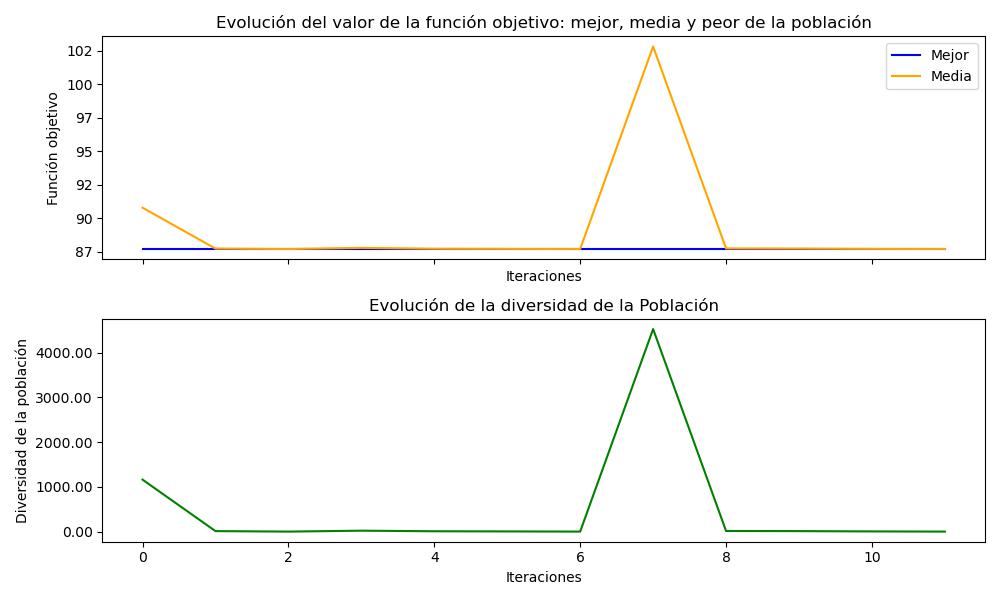 Evolución del valor de la función objetivo: mejor, media y peor de la población
102
100
97
95
92
90
87
Función objetivo
Mejor
Media
Iteraciones
Evolución de la diversidad de la Población
4000.00
3000.00
2000.00
1000.00
0.00
Diversidad de la población
0 2 4 6 8 10
Iteraciones